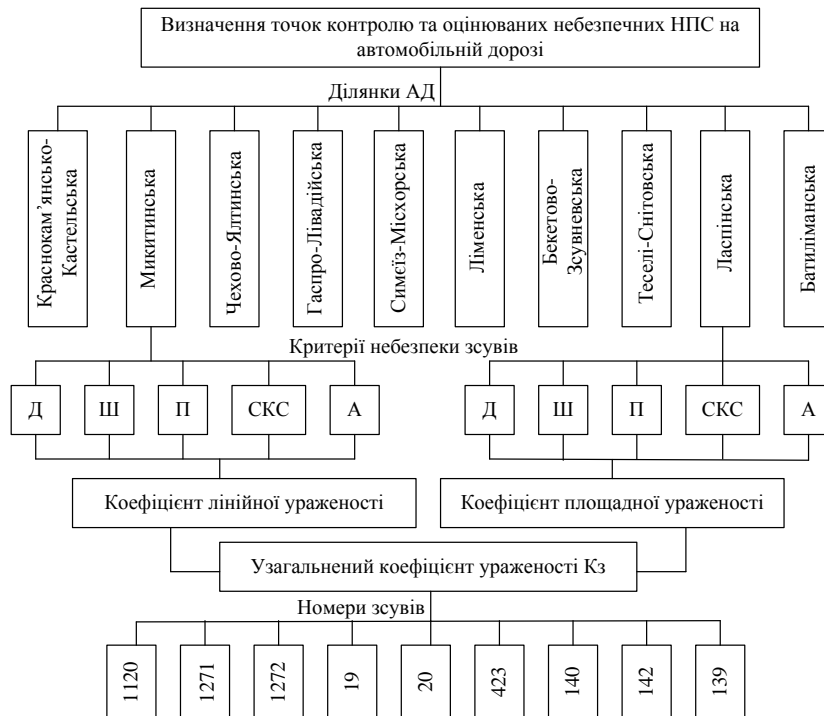 Визначення точок контролю та оцінюваних небезпечних НПС на
автомобільній дорозі
Ділянки АД
Краснокам'янсько-
Кастельська
Микитинська
Чехово-Ялтинська
Гаспро-Лівадійська
Симєїз-Місхорська
Ліменська
Бекетово-
Зсувневська
Теселі-Снітовська
Ласпінська
Батиліманська
Критерії небезпеки зсувів
Д
Ш
П
СКС
А
Д
Ш
П
СКС
А
Коефіцієнт лінійної ураженості
Коефіцієнт площадної ураженості
Узагальнений коефіцієнт ураженості Кз
Номери зсувів
1120
1271
1272
19
20
423
140
142
139